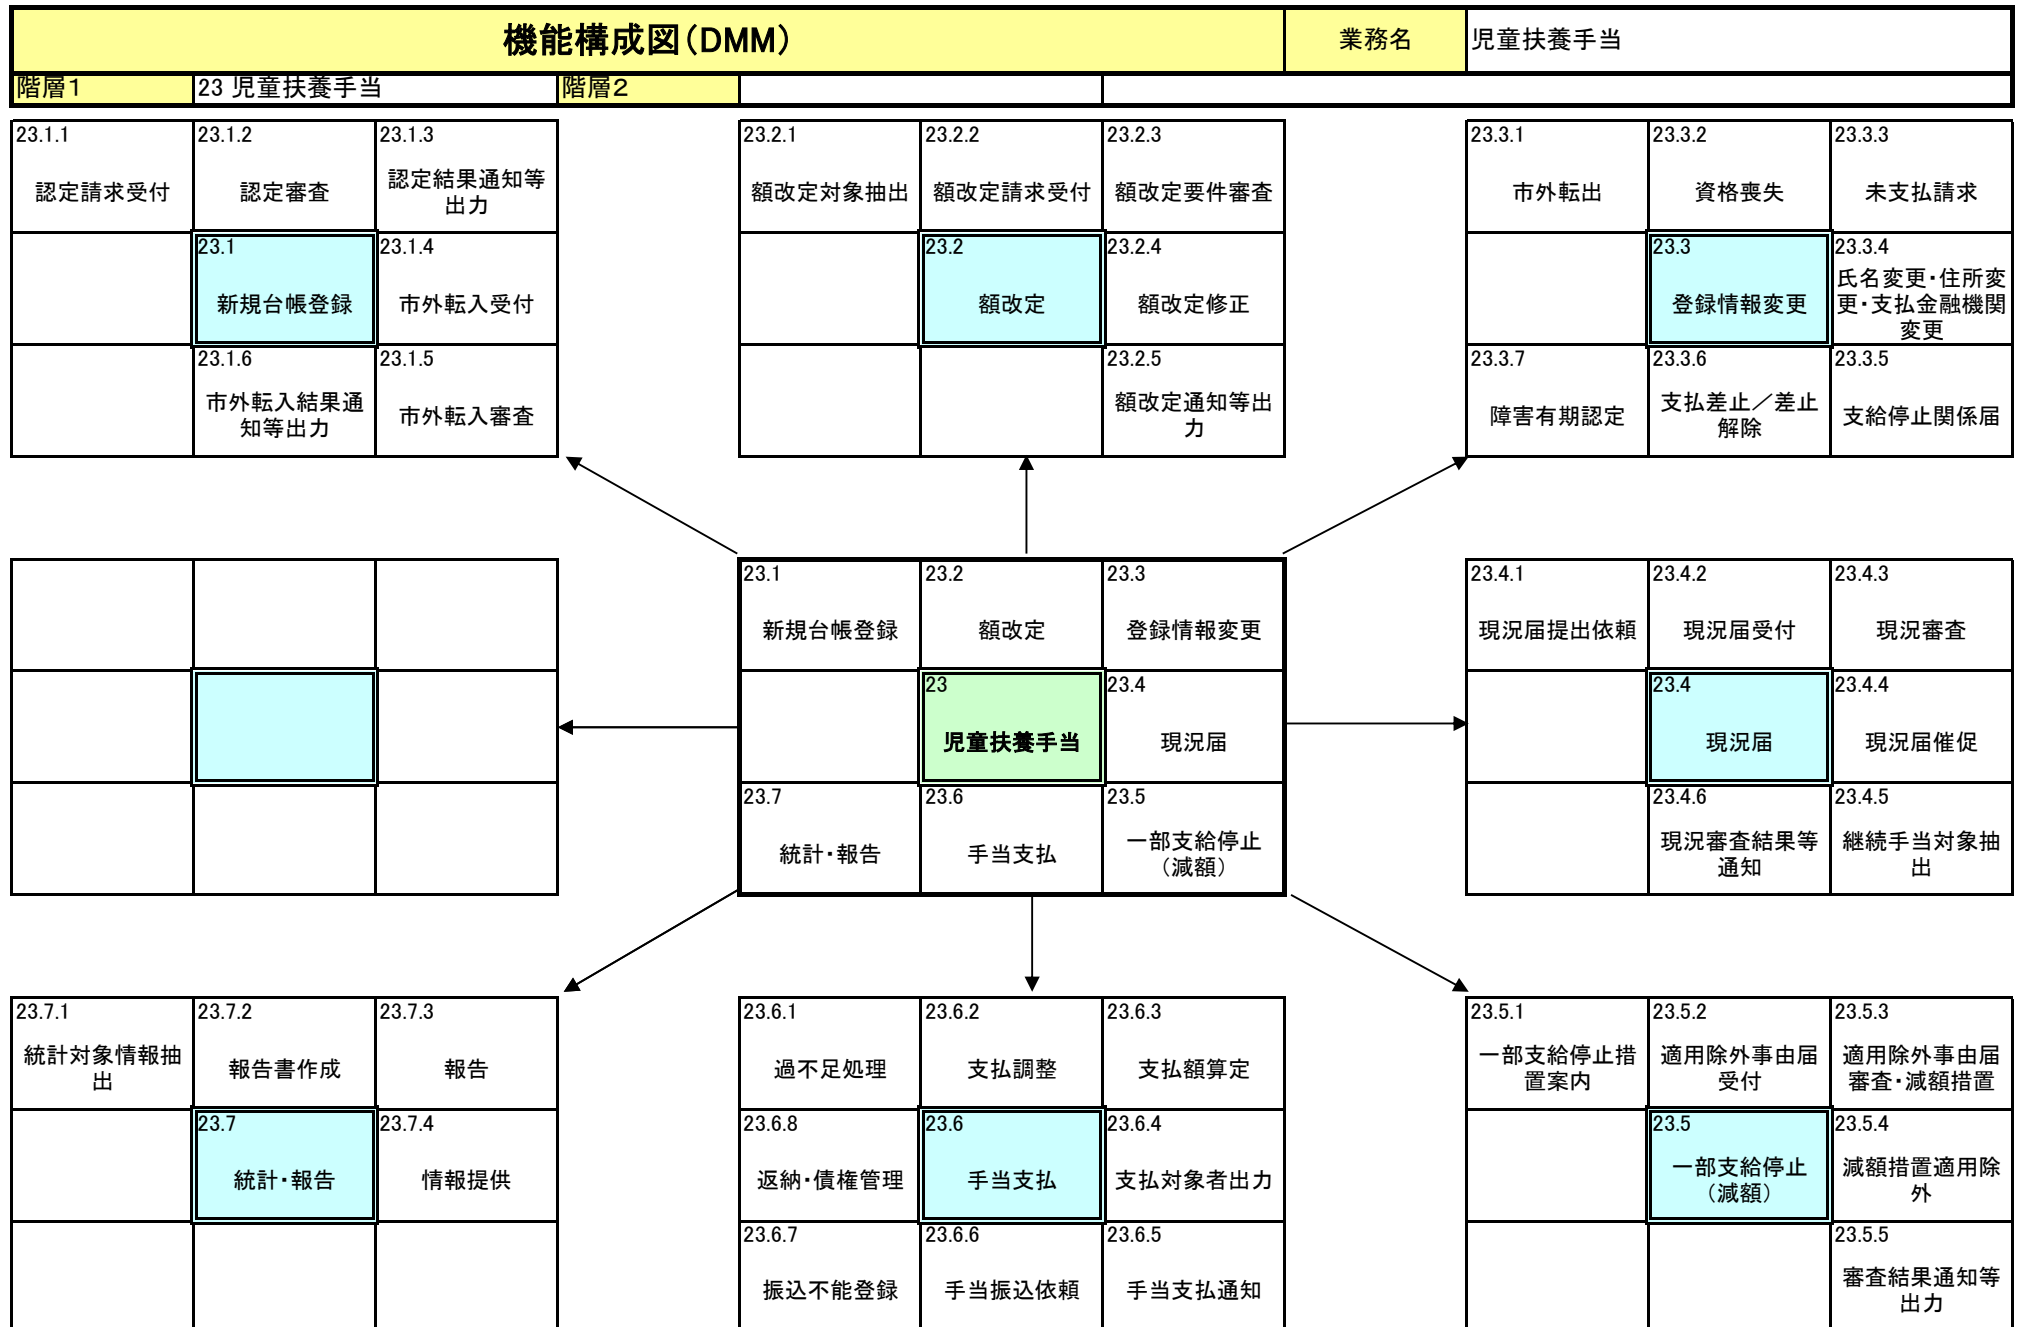 機能構成図(DMM)
業務名
児童扶養手当
階層1
23 児童扶養手当
階層2
23.1.1
認定請求受付
23.1.2
認定審査
23.1.3
認定結果通知等
出力
23.1
新規台帳登録
23.1.4
市外転入受付
23.1.6
市外転入結果通
知等出力
23.1.5
市外転入審査
23.2.1
額改定対象抽出
23.2.2
額改定請求受付
23.2.3
額改定要件審査
23.2
額改定
23.2.4
額改定修正
23.2.5
額改定通知等出
力
23.3.1
市外転出
23.3.2
資格喪失
23.3.3
未支払請求
23.3
登録情報変更
23.3.4
氏名変更・住所変
更・支払金融機関
変更
23.3.7
障害有期認定
23.3.6
支払差止／差止
解除
23.3.5
支給停止関係届
23.1
新規台帳登録
23.2
額改定
23.3
登録情報変更
23
児童扶養手当
23.4
現況届
23.7
統計・報告
23.6
手当支払
23.5
一部支給停止
（減額）
23.4.1
現況届提出依頼
23.4.2
現況届受付
23.4.3
現況審査
23.4
現況届
23.4.4
現況届催促
23.4.6
現況審査結果等
通知
23.4.5
継続手当対象抽
出
23.7.1
統計対象情報抽
出
23.7.2
報告書作成
23.7.3
報告
23.7
統計・報告
23.7.4
情報提供
23.6.1
過不足処理
23.6.2
支払調整
23.6.3
支払額算定
23.6.8
返納・債権管理
23.6
手当支払
23.6.4
支払対象者出力
23.6.7
振込不能登録
23.6.6
手当振込依頼
23.6.5
手当支払通知
23.5.1
一部支給停止措
置案内
23.5.2
適用除外事由届
受付
23.5.3
適用除外事由届
審査・減額措置
23.5
一部支給停止
（減額）
23.5.4
減額措置適用除
外
23.5.5
審査結果通知等
出力